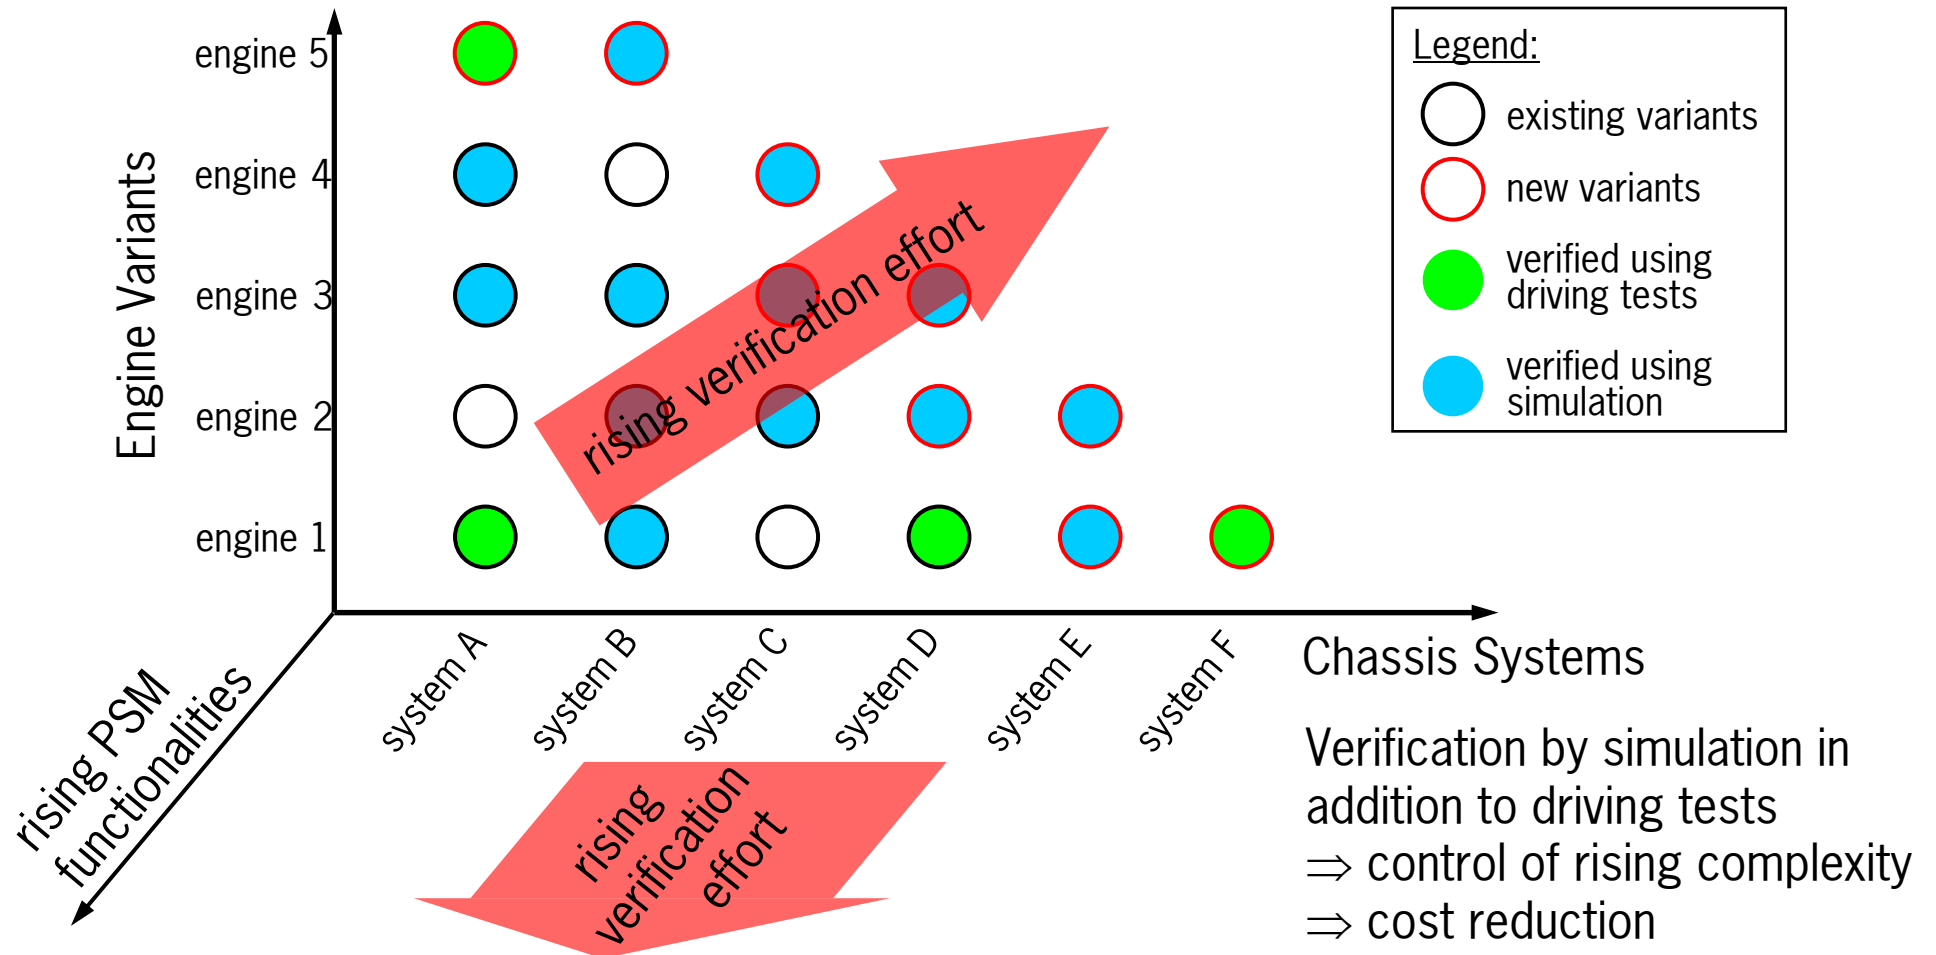 engine 5
engine 4
engine 3
engine 2
engine 1
Engine Variants
rising verification effort
Legend:
existing variants
new variants
verified using
driving tests
verified using
simulation
system A
system B
system C
system D
system E
system F
Chassis Systems
rising PSM
functionalities
rising
verification
effort
Verification by simulation in
addition to driving tests
⇒ control of rising complexity
⇒ cost reduction